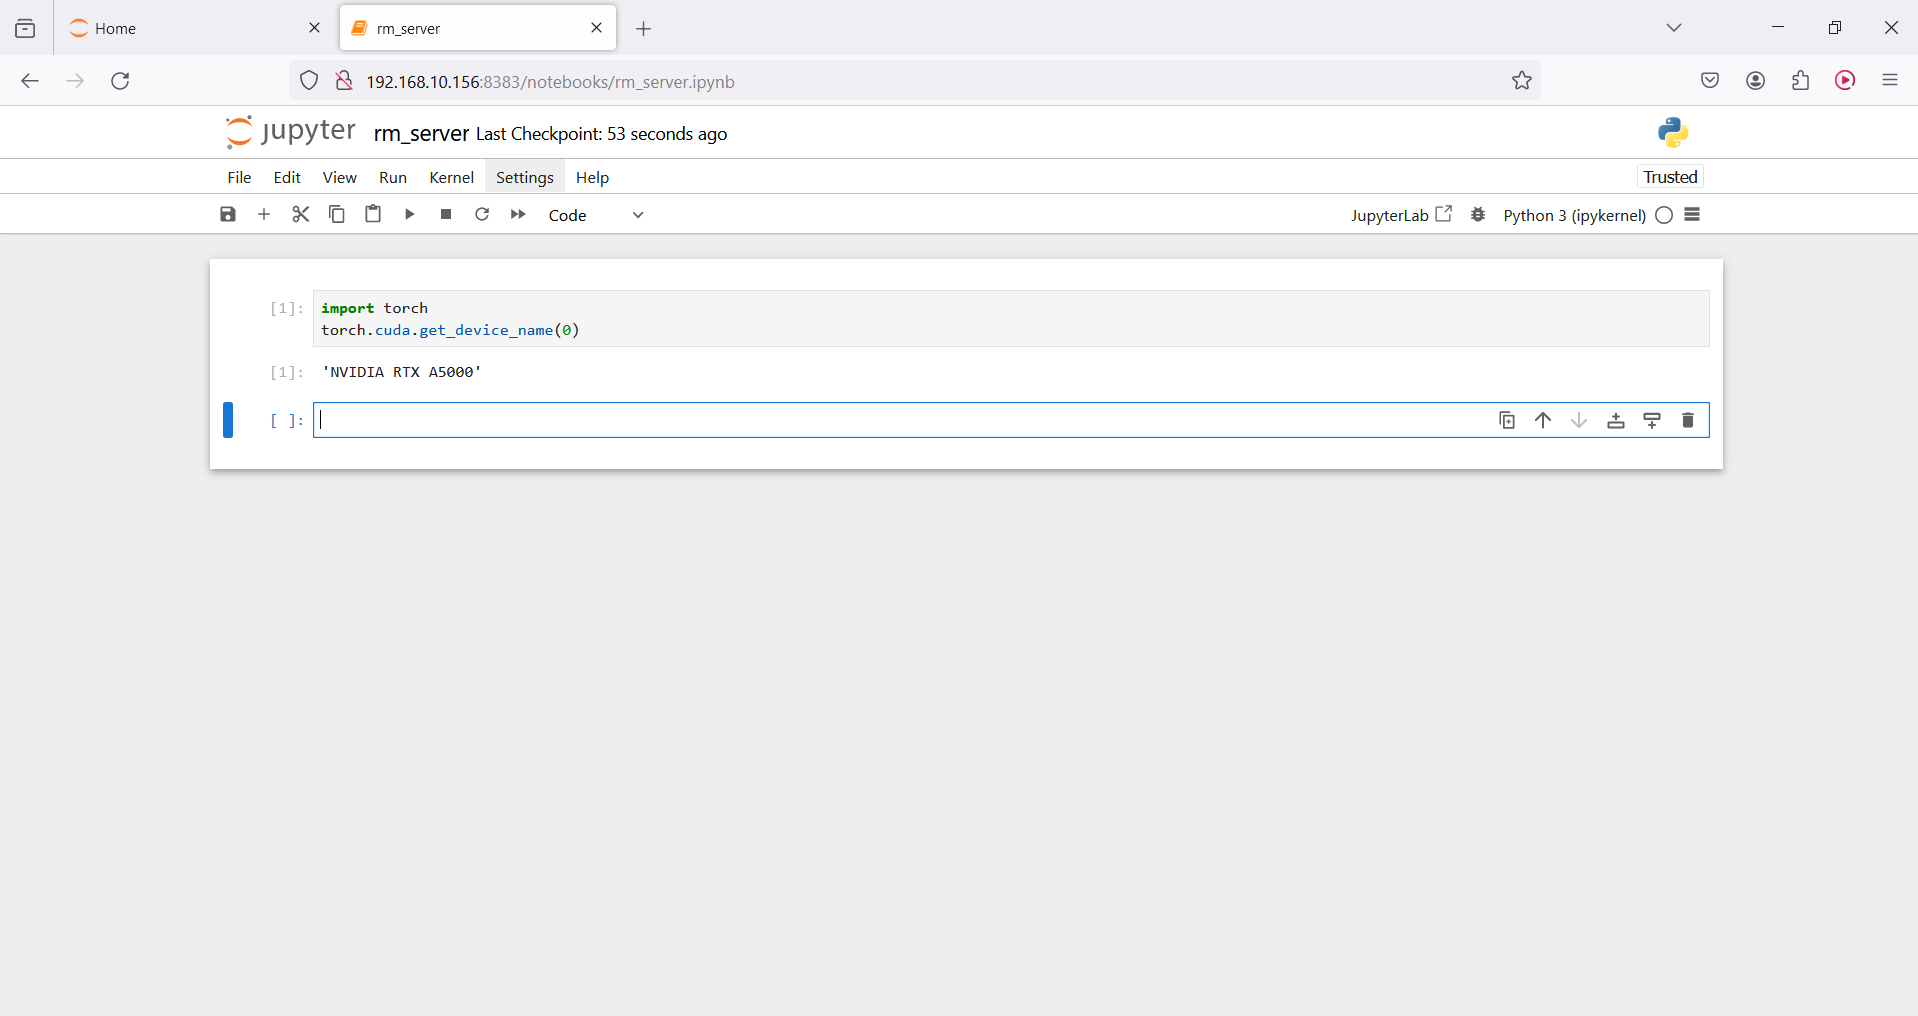 Home
rm_server
192.168.10.156:8383/notebooks/rm_server.ipynb
jupyter rm_server Last Checkpoint: 53 seconds ago
File Edit View Run Kernel Settings Help Trusted
Code JupyterLab Python 3 (ipykernel)
[1]: import torch
torch.cuda.get_device_name(0)
[1]: 'NVIDIA RTX A5000'
[ ]: